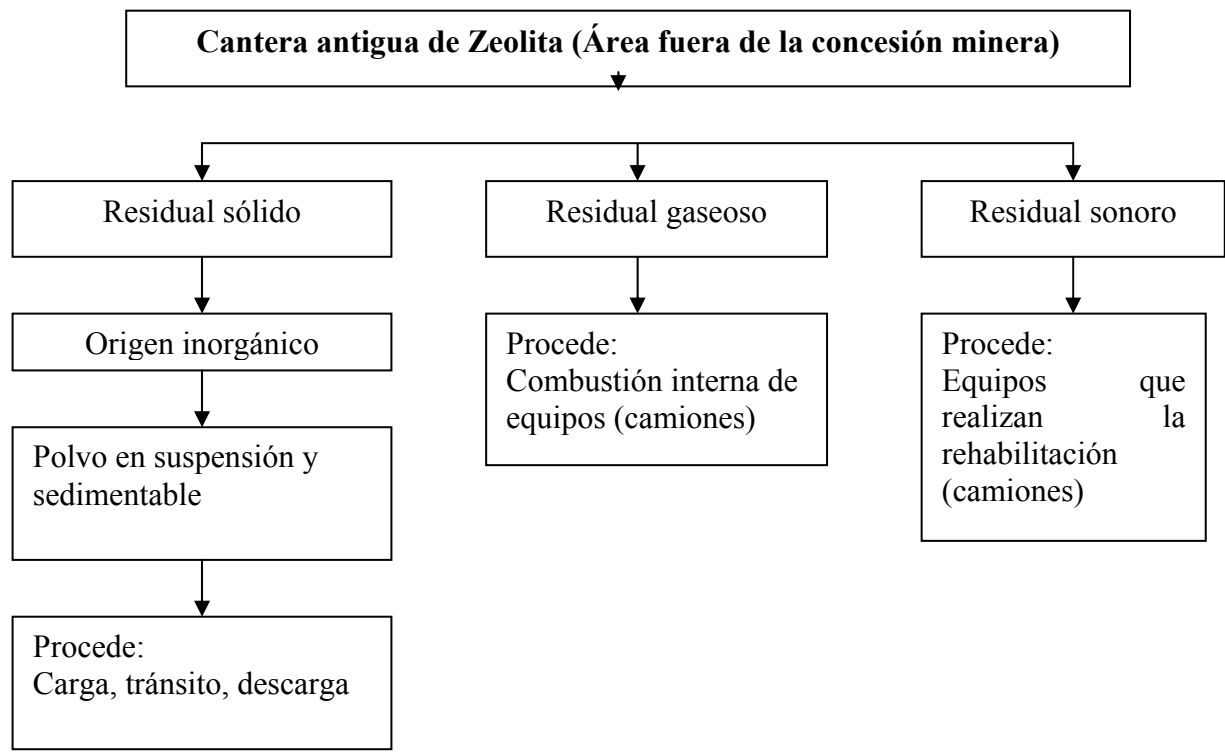 Cantera antigua de Zeolita (Área fuera de la concesión minera)
Residual sólido
Residual gaseoso
Residual sonoro
Origen inorgánico
Procede:
Combustión interna de
equipos (camiones)
Procede:
Equipos que
realizan la
rehabilitación
(camiones)
Polvo en suspensión y
sedimentable
Procede:
Carga, tránsito, descarga